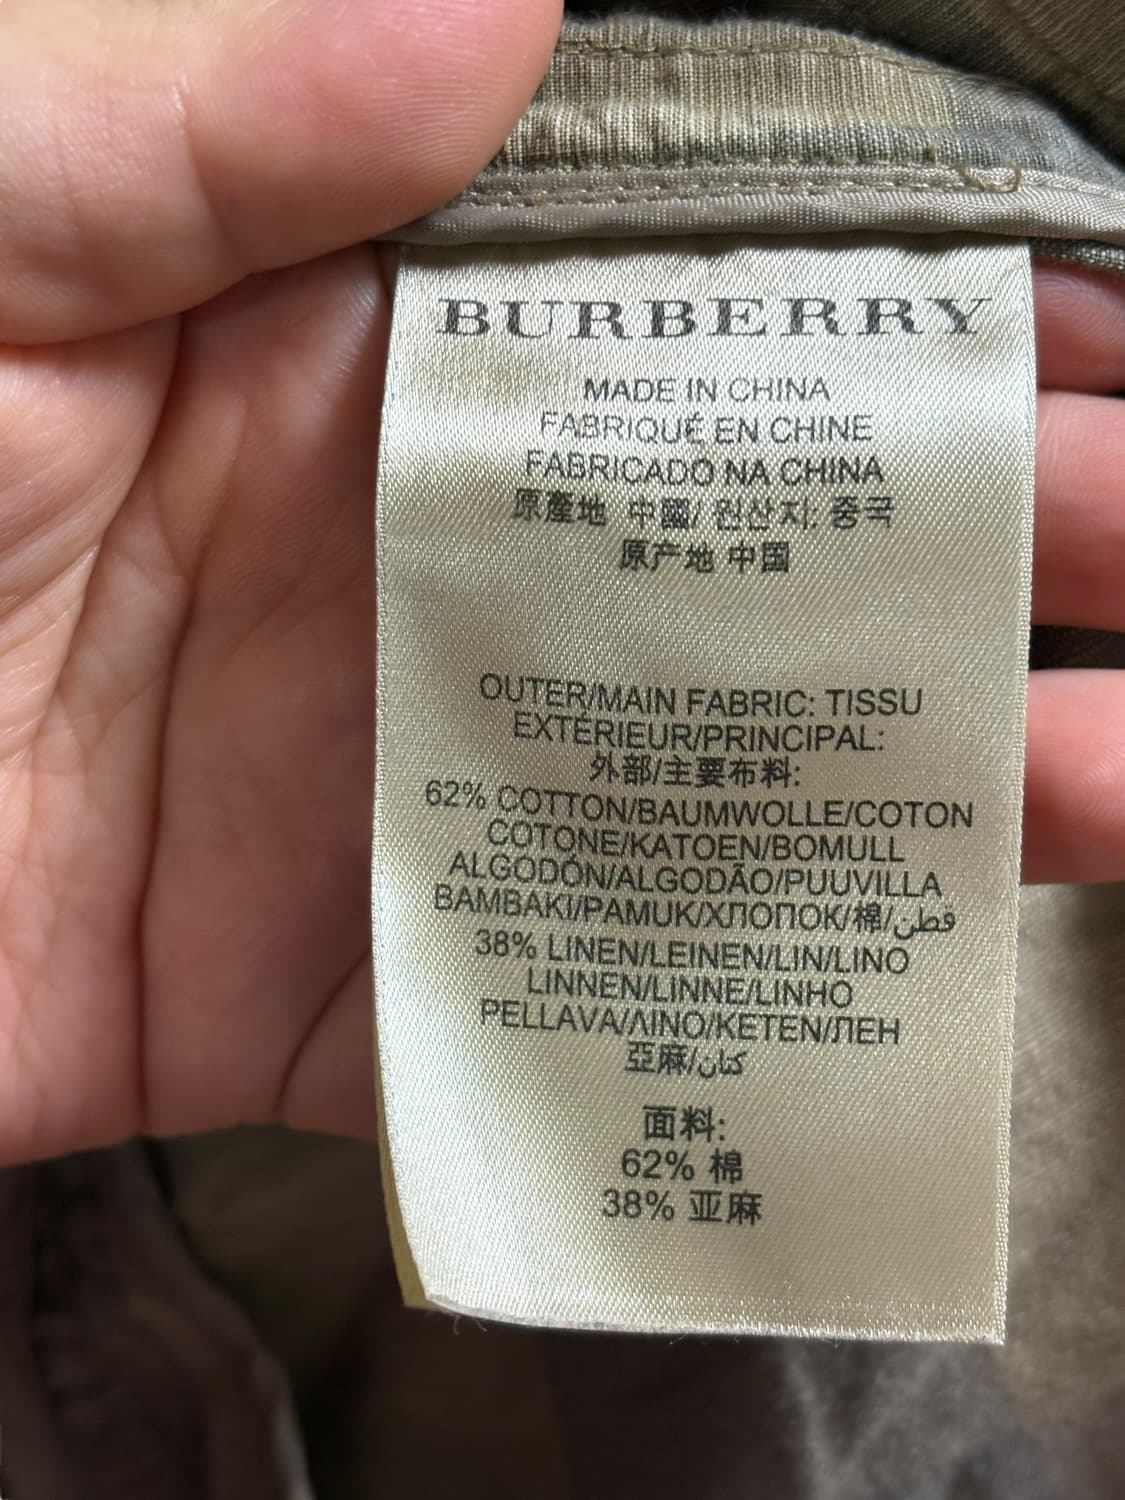 BURBERRY
MADE IN CHINA
FABRIQUÉ EN CHINE
FABRICADO NA CHINA
原產地 中國/ 원산지: 중국
原产地 中国
OUTER/MAIN FABRIC: TISSU
EXTÉRIEUR/PRINCIPAL:
外部/主要布料:
62% COTTON/BAUMWOLLE/COTON
COTONE/KATOEN/BOMULL
ALGODÓN/ALGODÃO/PUUVILLA
BAMBAKI/PAMUK/ХЛОПОК/棉/قطن
38% LINEN/LEINEN/LIN/LINO
LINNEN/LINNE/LINHO
PELLAVA/ΛΙΝΟ/KETEN/ЛЕН
亞麻/كتان
面料:
62% 棉
38% 亚麻